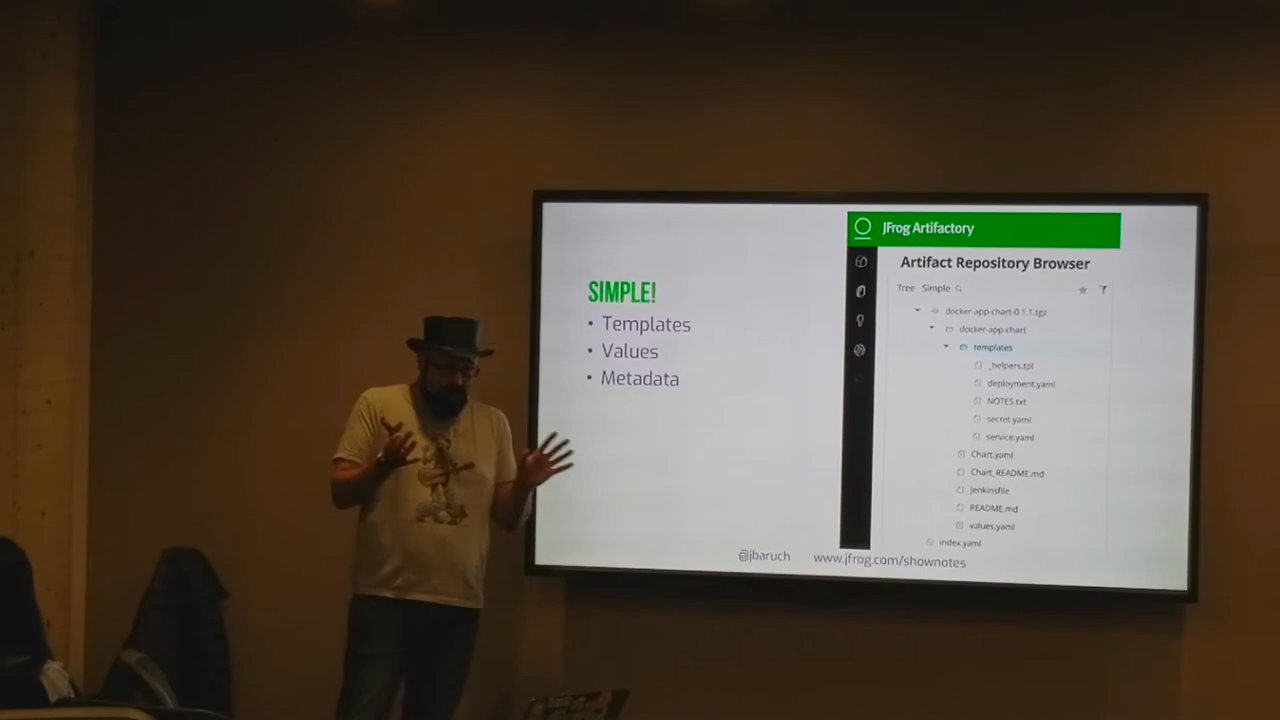 SIMPLE!
• Templates
• Values
• Metadata
JFrog Artifactory
Artifact Repository Browser
Tree Simple
docker-app-chart-0.1.1.tgz
docker-app-chart
templates
_helpers.tpl
deployment.yaml
NOTES.txt
secret.yaml
service.yaml
Chart.yaml
Chart_README.md
Jenkinsfile
README.md
values.yaml
index.yaml
@jbaruch www.jfrog.com/shownotes